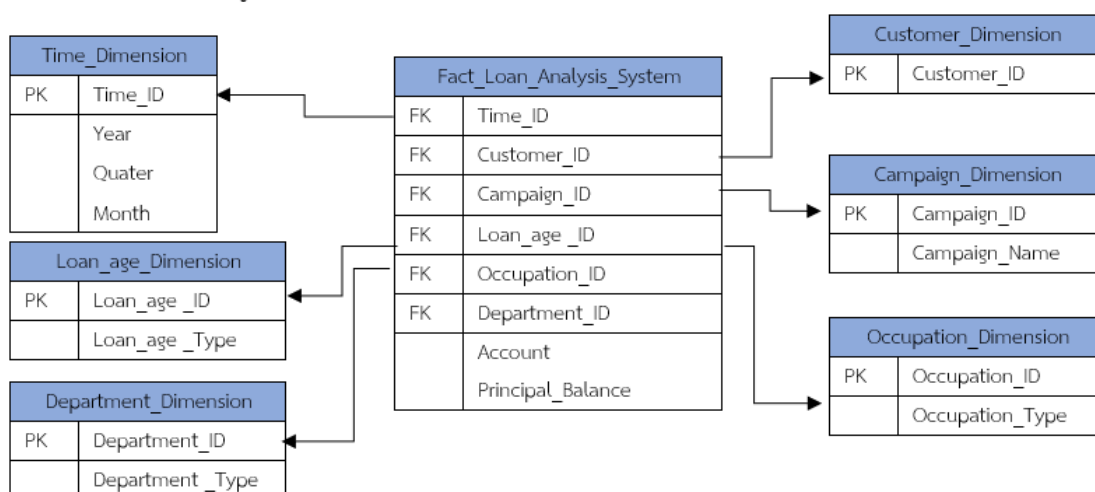 Time_Dimension
PK Time_ID
Year
Quater
Month
Loan_age_Dimension
PK Loan_age _ID
Loan_age _Type
Department_Dimension
PK Department_ID
Department _Type
Fact_Loan_Analysis_System
FK Time_ID
FK Customer_ID
FK Campaign_ID
FK Loan_age _ID
FK Occupation_ID
FK Department_ID
Account
Principal_Balance
Customer_Dimension
PK Customer_ID
Campaign_Dimension
PK Campaign_ID
Campaign_Name
Occupation_Dimension
PK Occupation_ID
Occupation_Type